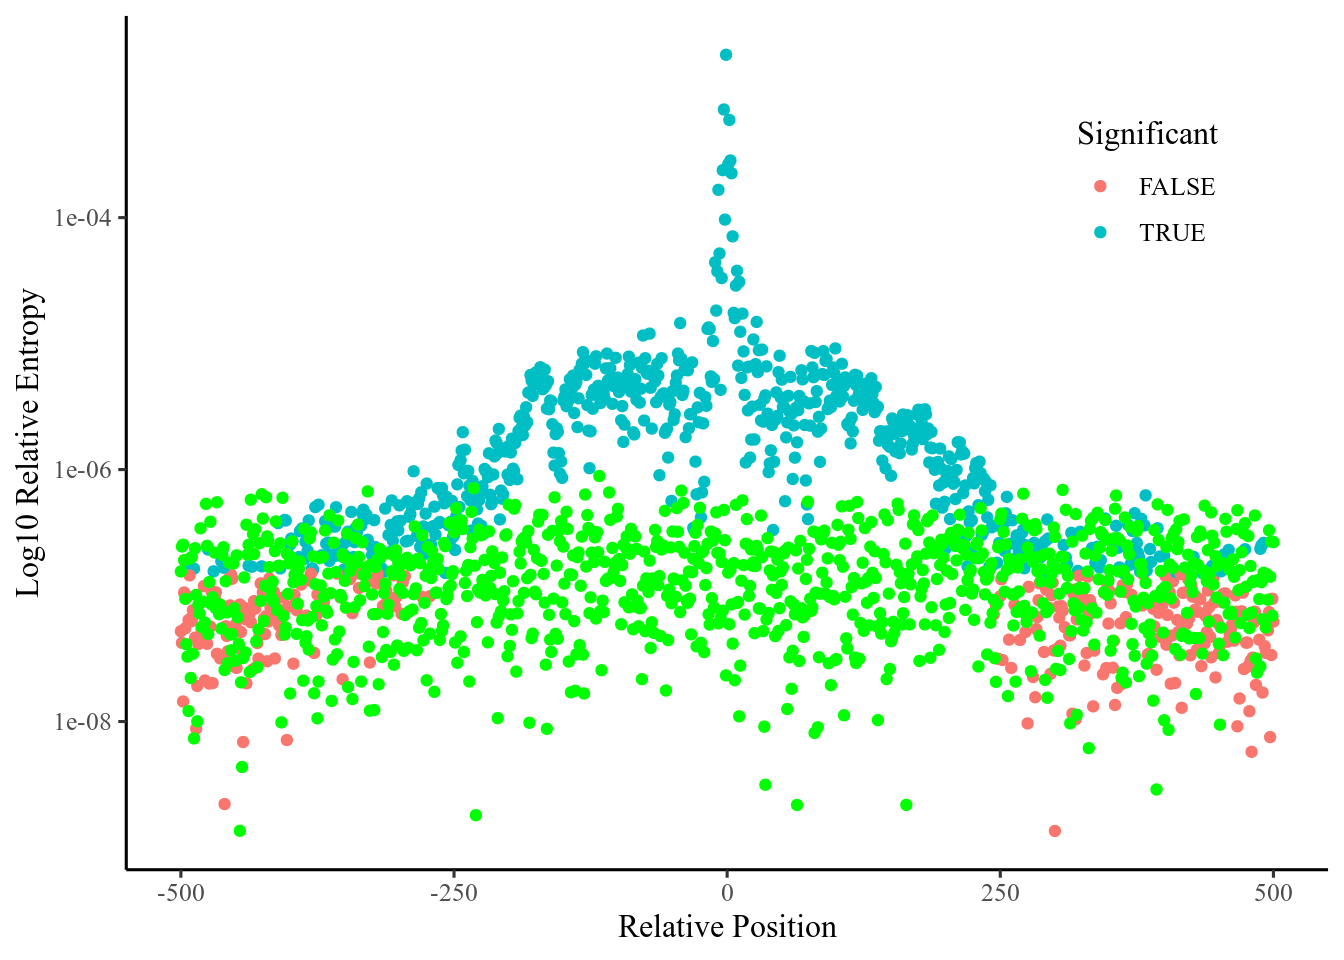 Significant
FALSE
TRUE
Log10 Relative Entropy
1e-04
1e-06
1e-08
-500
-250
0
250
500
Relative Position